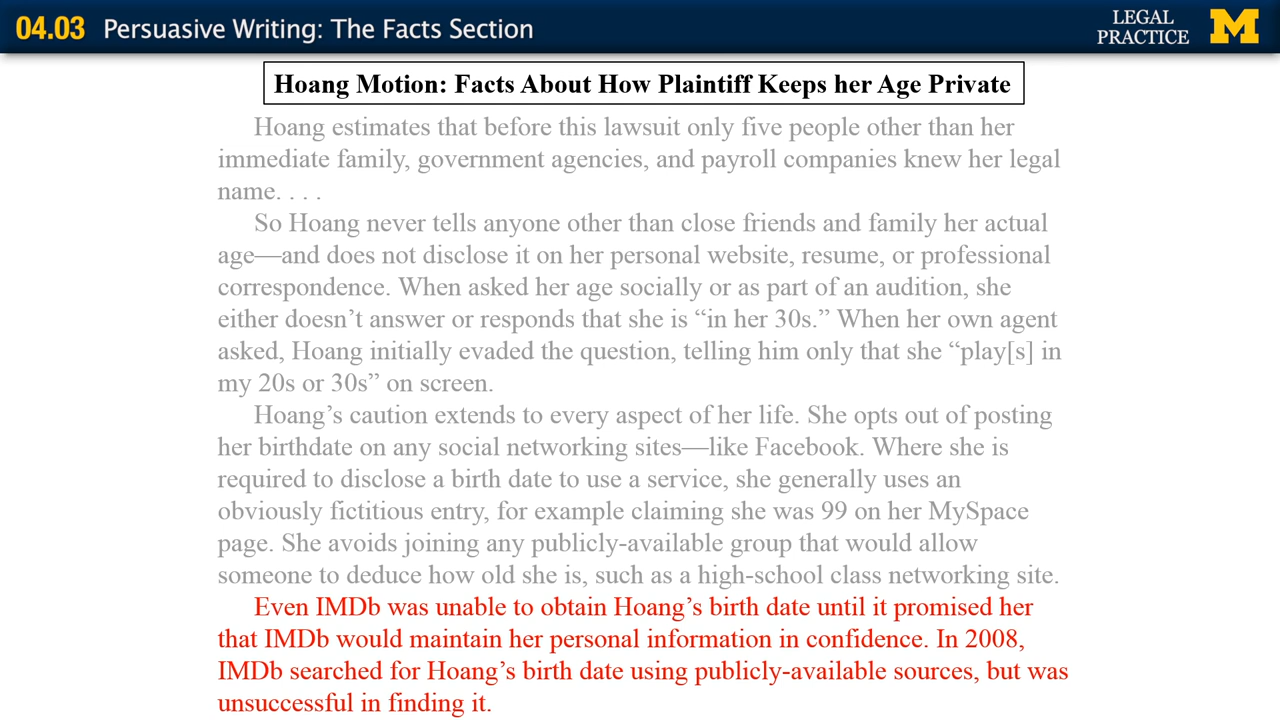 04.03 Persuasive Writing: The Facts Section
LEGAL
PRACTICE
M
Hoang Motion: Facts About How Plaintiff Keeps her Age Private
Hoang estimates that before this lawsuit only five people other than her
immediate family, government agencies, and payroll companies knew her legal
name. . . .
So Hoang never tells anyone other than close friends and family her actual
age—and does not disclose it on her personal website, resume, or professional
correspondence. When asked her age socially or as part of an audition, she
either doesn’t answer or responds that she is “in her 30s.” When her own agent
asked, Hoang initially evaded the question, telling him only that she “play[s] in
my 20s or 30s” on screen.
Hoang’s caution extends to every aspect of her life. She opts out of posting
her birthdate on any social networking sites—like Facebook. Where she is
required to disclose a birth date to use a service, she generally uses an
obviously fictitious entry, for example claiming she was 99 on her MySpace
page. She avoids joining any publicly-available group that would allow
someone to deduce how old she is, such as a high-school class networking site.
Even IMDb was unable to obtain Hoang’s birth date until it promised her
that IMDb would maintain her personal information in confidence. In 2008,
IMDb searched for Hoang’s birth date using publicly-available sources, but was
unsuccessful in finding it.